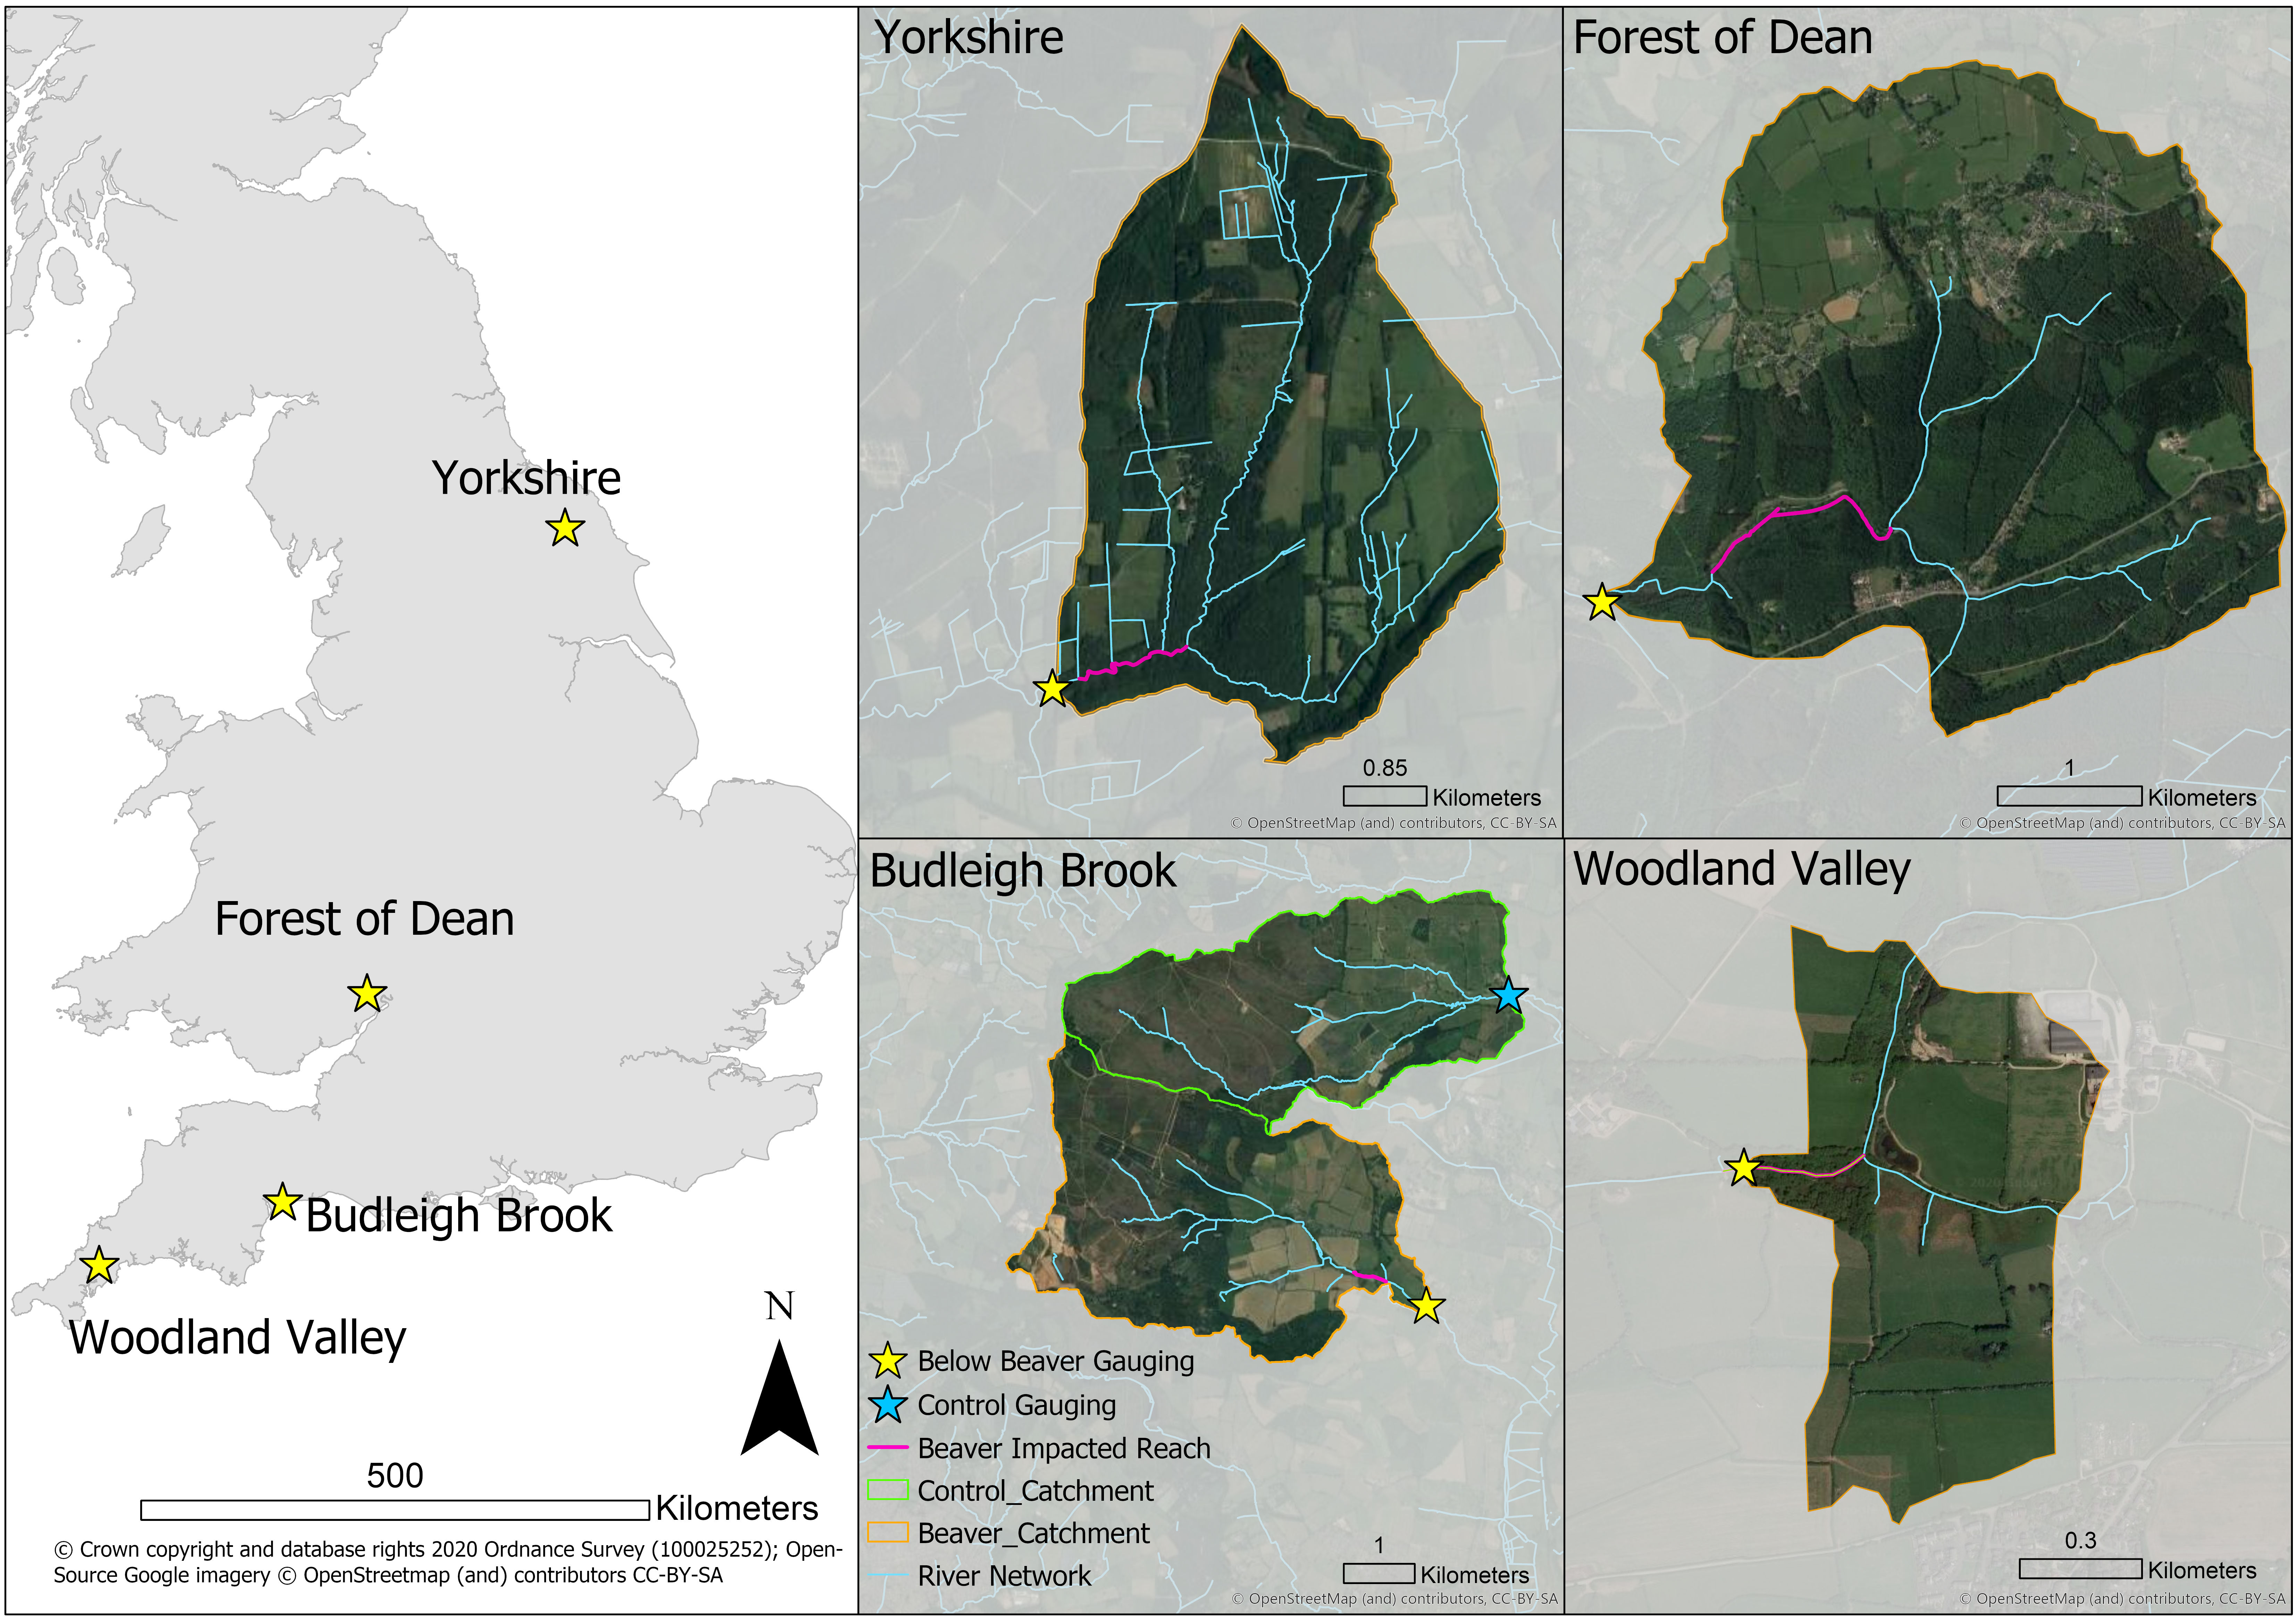 Yorkshire
Forest of Dean
Budleigh Brook
Woodland Valley
N
500
Kilometers
© Crown copyright and database rights 2020 Ordnance Survey (100025252); Open-
Source Google imagery © OpenStreetmap (and) contributors CC-BY-SA
Yorkshire
0.85
Kilometers
© OpenStreetMap (and) contributors, CC-BY-SA
Forest of Dean
1
Kilometers
© OpenStreetMap (and) contributors, CC-BY-SA
Budleigh Brook
Below Beaver Gauging
Control Gauging
Beaver Impacted Reach
Control_Catchment
Beaver_Catchment
River Network
1
Kilometers
© OpenStreetMap (and) contributors, CC-BY-SA
Woodland Valley
0.3
Kilometers
© OpenStreetMap (and) contributors, CC-BY-SA